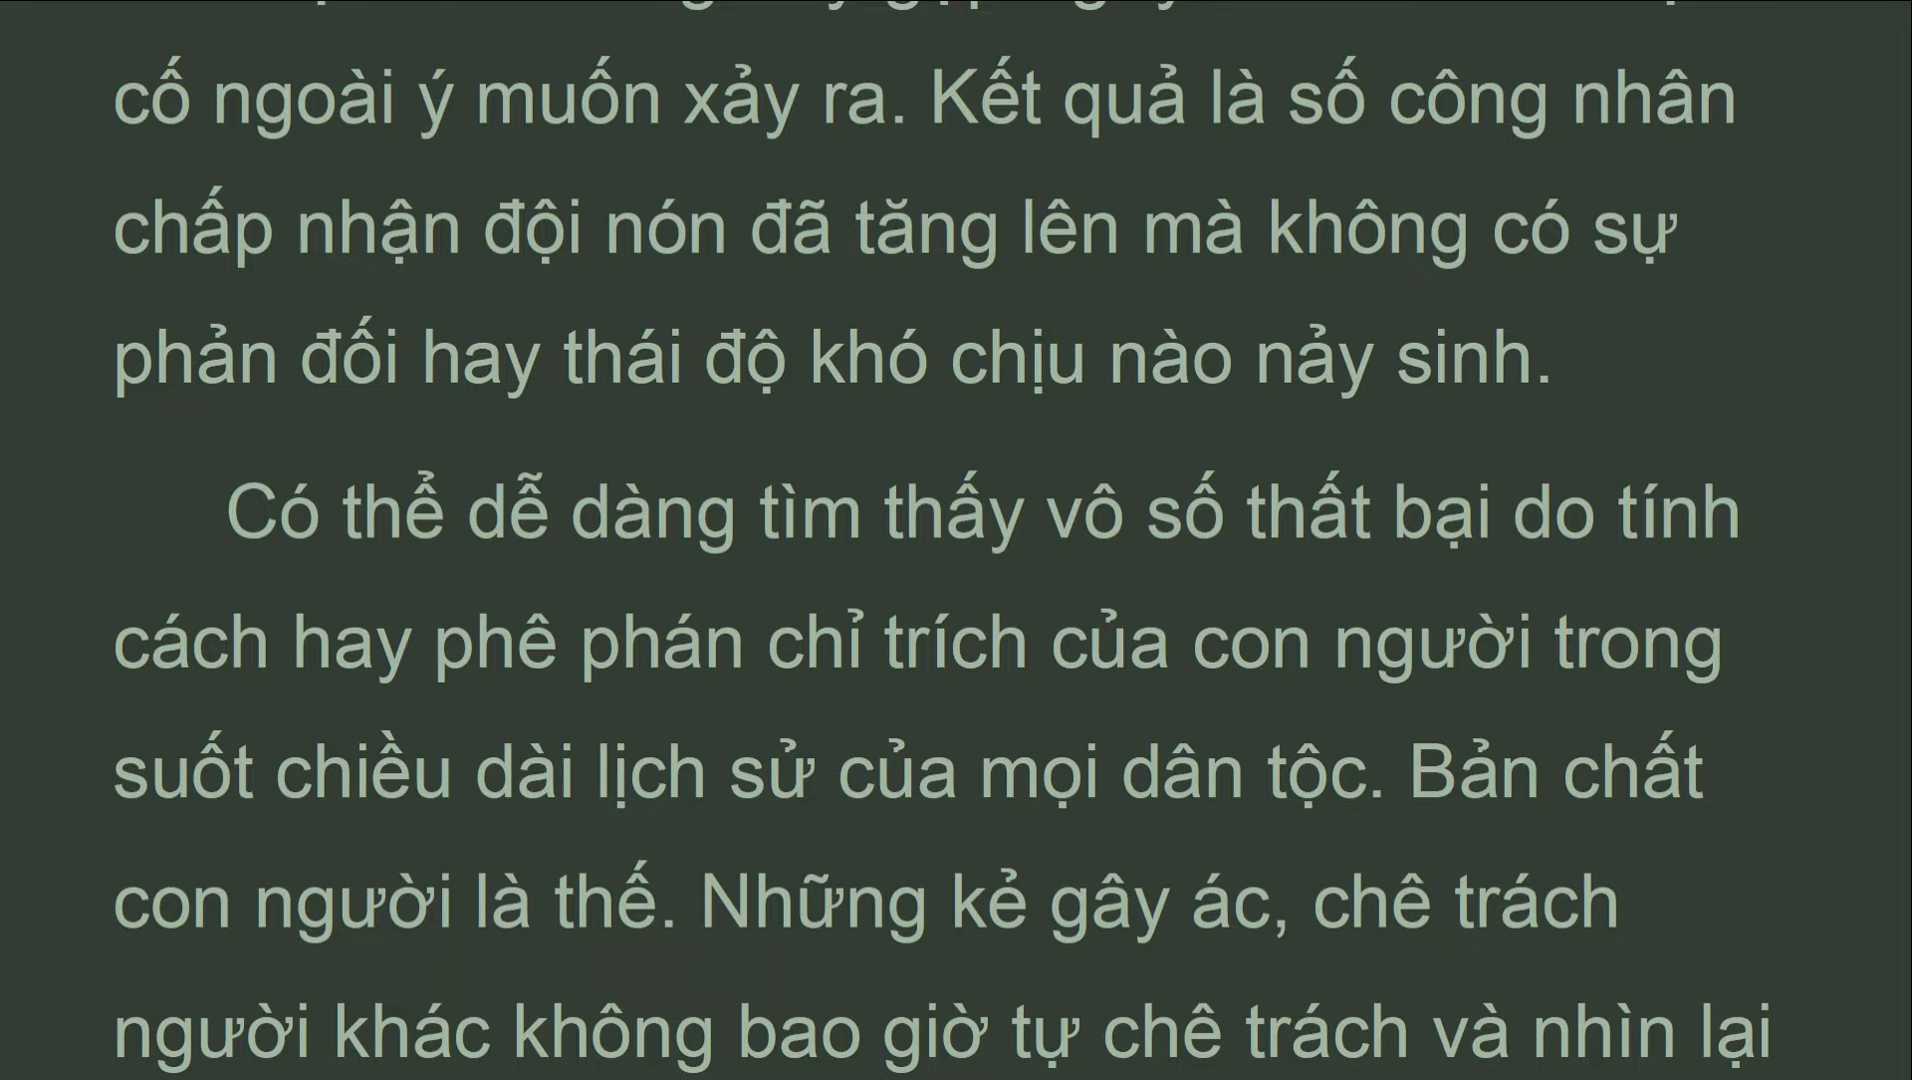 cố ngoài ý muốn xảy ra. Kết quả là số công nhân
chấp nhận đội nón đã tăng lên mà không có sự
phản đối hay thái độ khó chịu nào nảy sinh.
Có thể dễ dàng tìm thấy vô số thất bại do tính
cách hay phê phán chỉ trích của con người trong
suốt chiều dài lịch sử của mọi dân tộc. Bản chất
con người là thế. Những kẻ gây ác, chê trách
người khác không bao giờ tự chê trách và nhìn lại